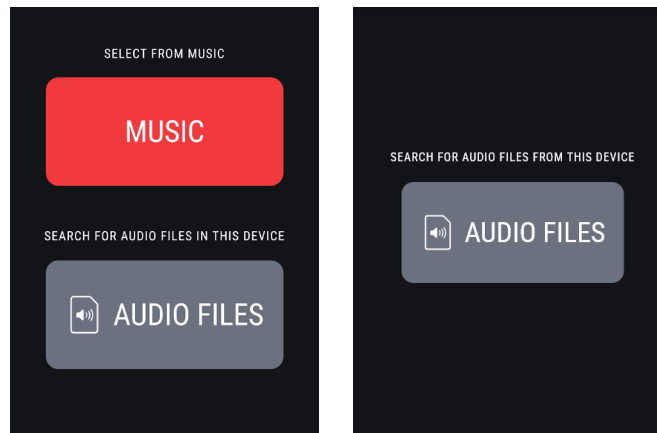 SELECT FROM MUSIC
MUSIC
SEARCH FOR AUDIO FILES IN THIS DEVICE
AUDIO FILES
SEARCH FOR AUDIO FILES FROM THIS DEVICE
AUDIO FILES